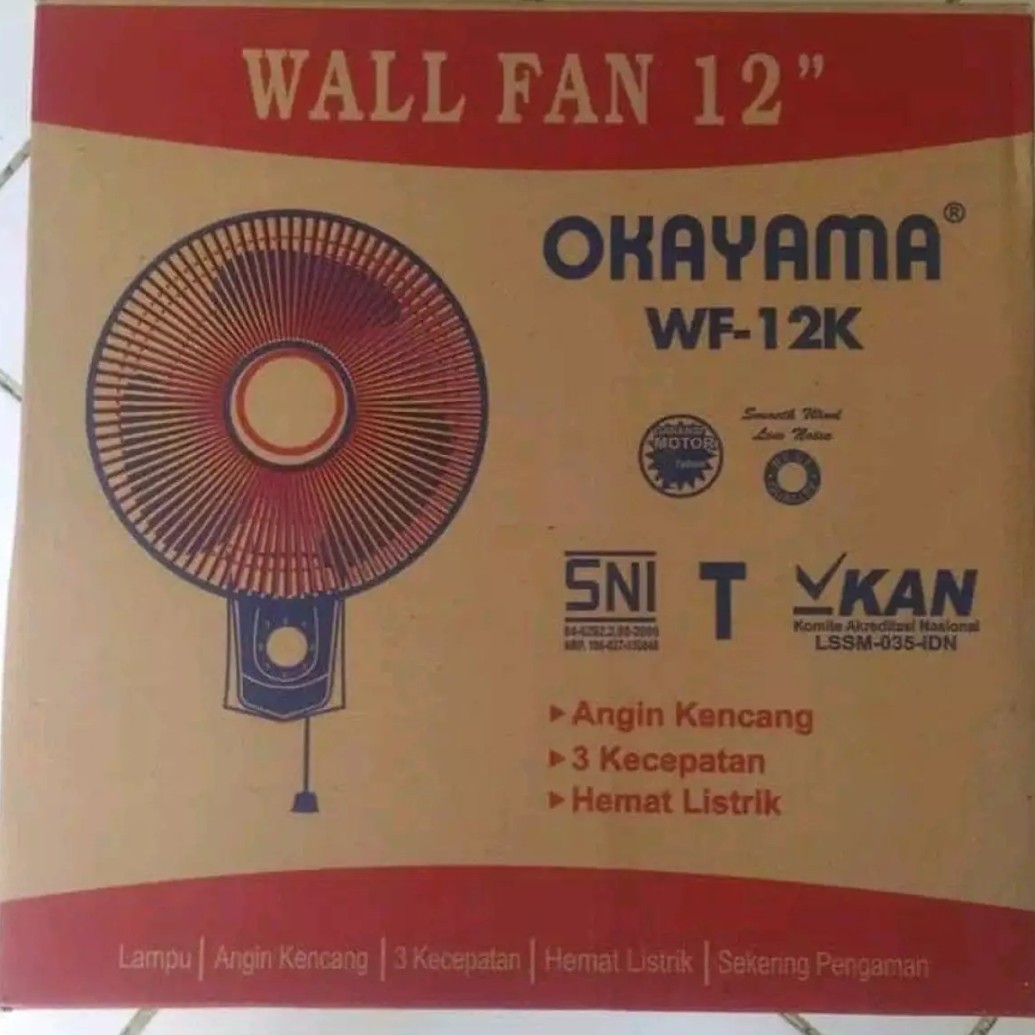 WALL FAN 12”
OKAYAMA®
WF-12K
GARANSI
MOTOR
Smooth Wind
Low Noise
SNI
T
KAN
Komite Akreditasi Nasional
LSSM-035-IDN
▸Angin Kencang
▸3 Kecepatan
▸Hemat Listrik
Lampu | Angin Kencang | 3 Kecepatan | Hemat Listrik | Sekering Pengaman